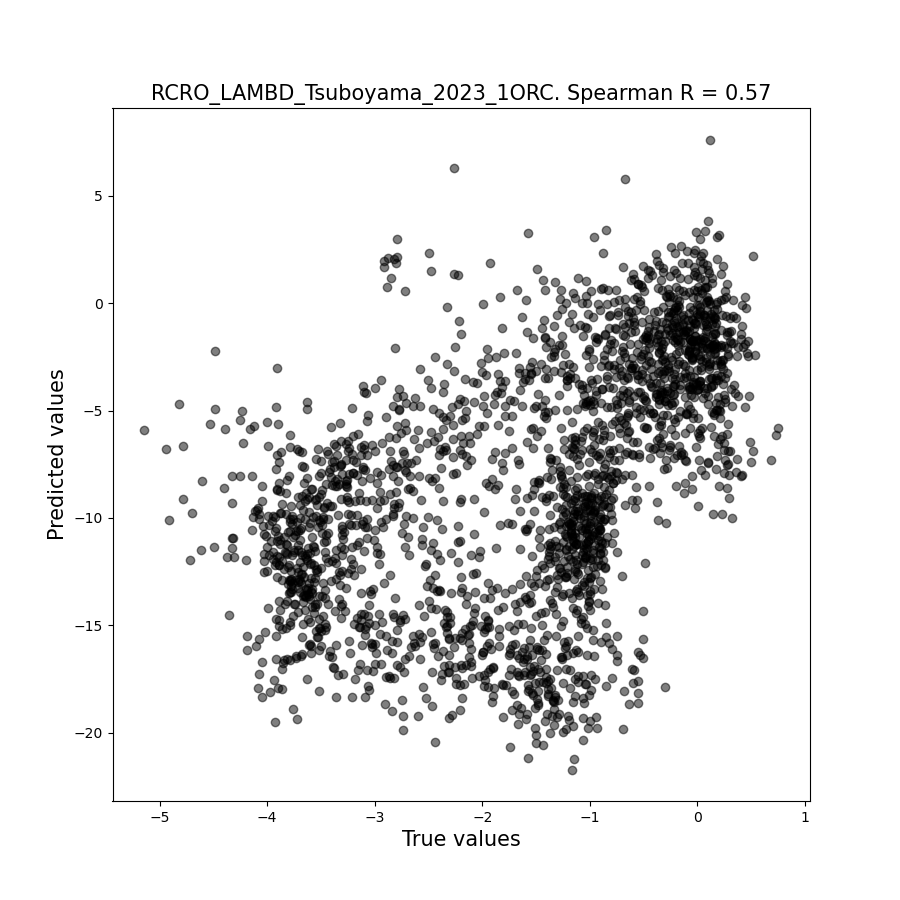 RCRO_LAMBD_Tsuboyama_2023_1ORC. Spearman R = 0.57
5
0
−5
−10
−15
−20
Predicted values
−5 −4 −3 −2 −1 0 1
True values